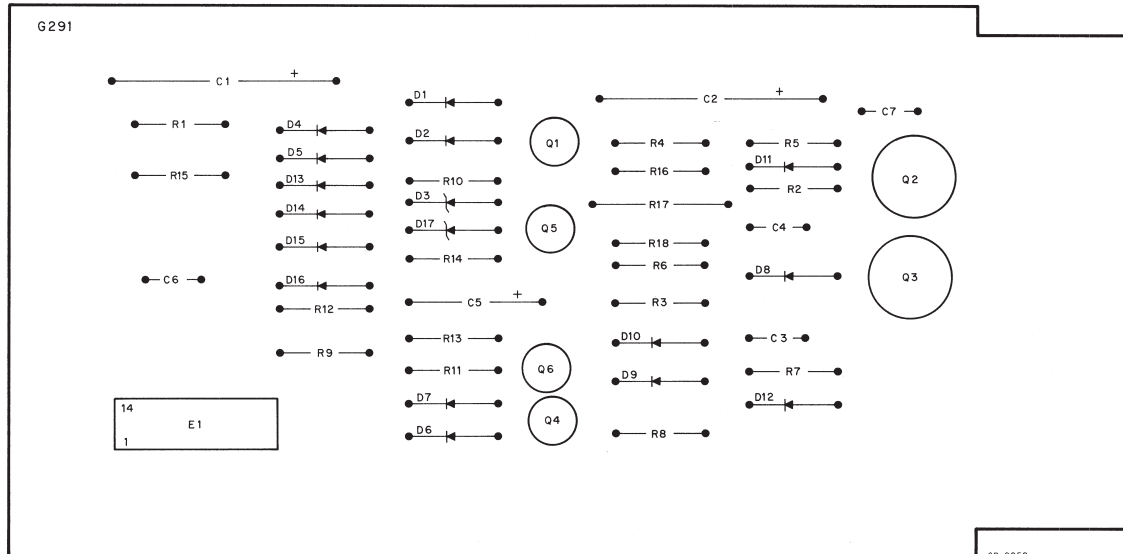 G291
C1 +
D1
C2 +
C7
R1
D4
D2
Q1
R4
R5
D5
D11
R15
D13
R10
R16
R2
Q2
D3
D14
R17
D17
Q5
C4
D15
R18
R14
R6
C6
D16
D8
Q3
R12
C5 +
R3
R13
D10
C3
R9
R11
Q6
D9
R7
14
D7
D12
E1
Q4
1
D6
R8